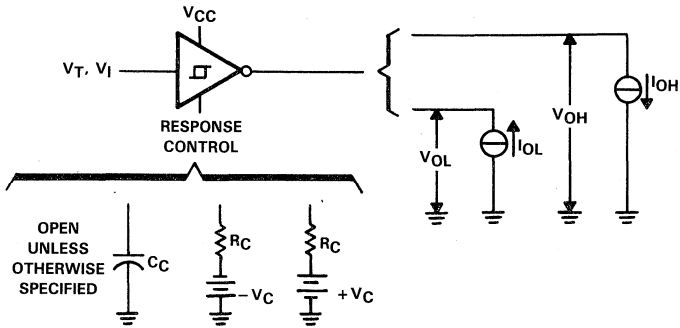 VCC
VT, VI
RESPONSE
CONTROL
IOH
VOH
VOL
IOL
OPEN
UNLESS
OTHERWISE
SPECIFIED
CC
RC
-VC
RC
+VC